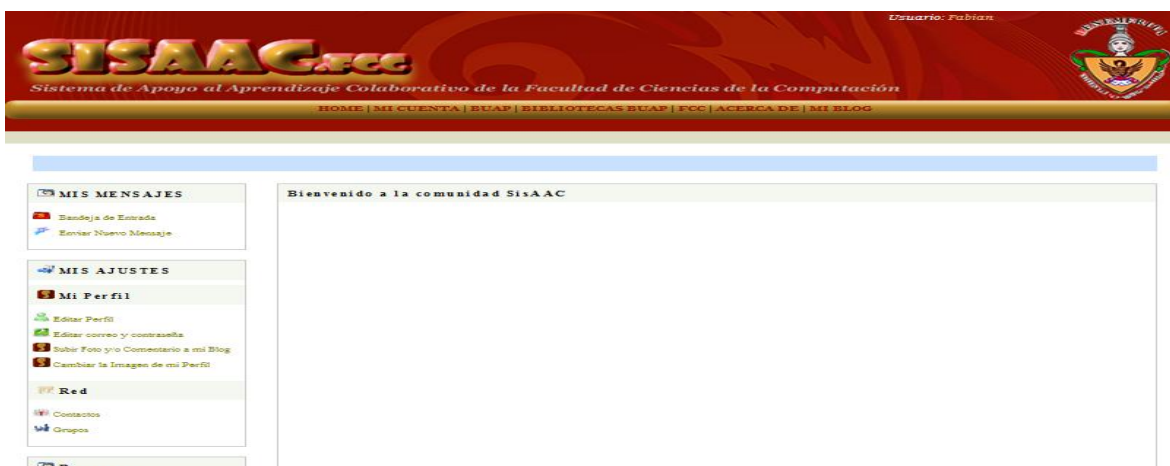 Usuario: Fabian
BENEMERITA
SISAAC.FCC
Sistema de Apoyo al Aprendizaje Colaborativo de la Facultad de Ciencias de la Computación
HOME | MI CUENTA | BUAP | BIBLIOTECAS BUAP | FCC | ACERCA DE | MI BLOG
MIS MENSAJES
Bandeja de Entrada
Enviar Nuevo Mensaje
MIS AJUSTES
Mi Perfil
Editar Perfil
Editar correo y contraseña
Subir Foto y/o Comentario a mi Blog
Cambiar la Imagen de mi Perfil
Red
Contactos
Grupos
Bienvenido a la comunidad SisAAC